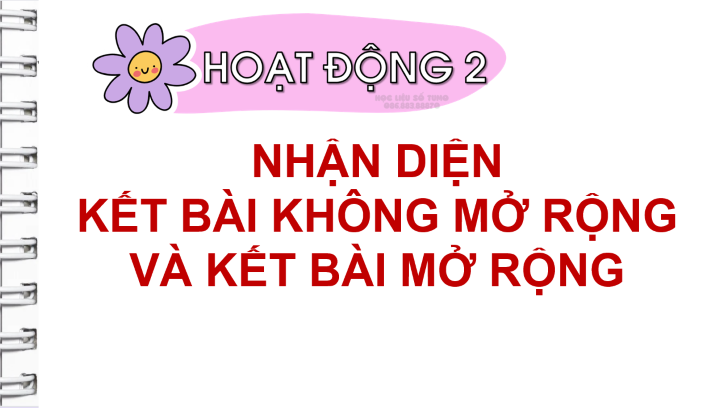 HOẠT ĐỘNG 2
NHẬN DIỆN
KẾT BÀI KHÔNG MỞ RỘNG
VÀ KẾT BÀI MỞ RỘNG